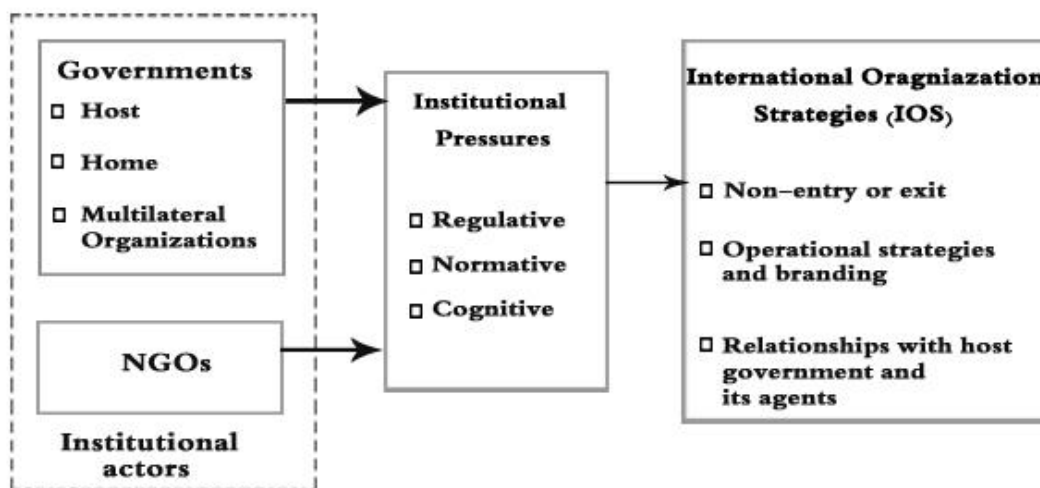 Governments
Host
Home
Multilateral
Organizations
NGOs
Institutional
actors
Institutional
Pressures
Regulative
Normative
Cognitive
International Oragniazation
Strategies (IOS)
Non-entry or exit
Operational strategies
and branding
Relationships with host
government and
its agents